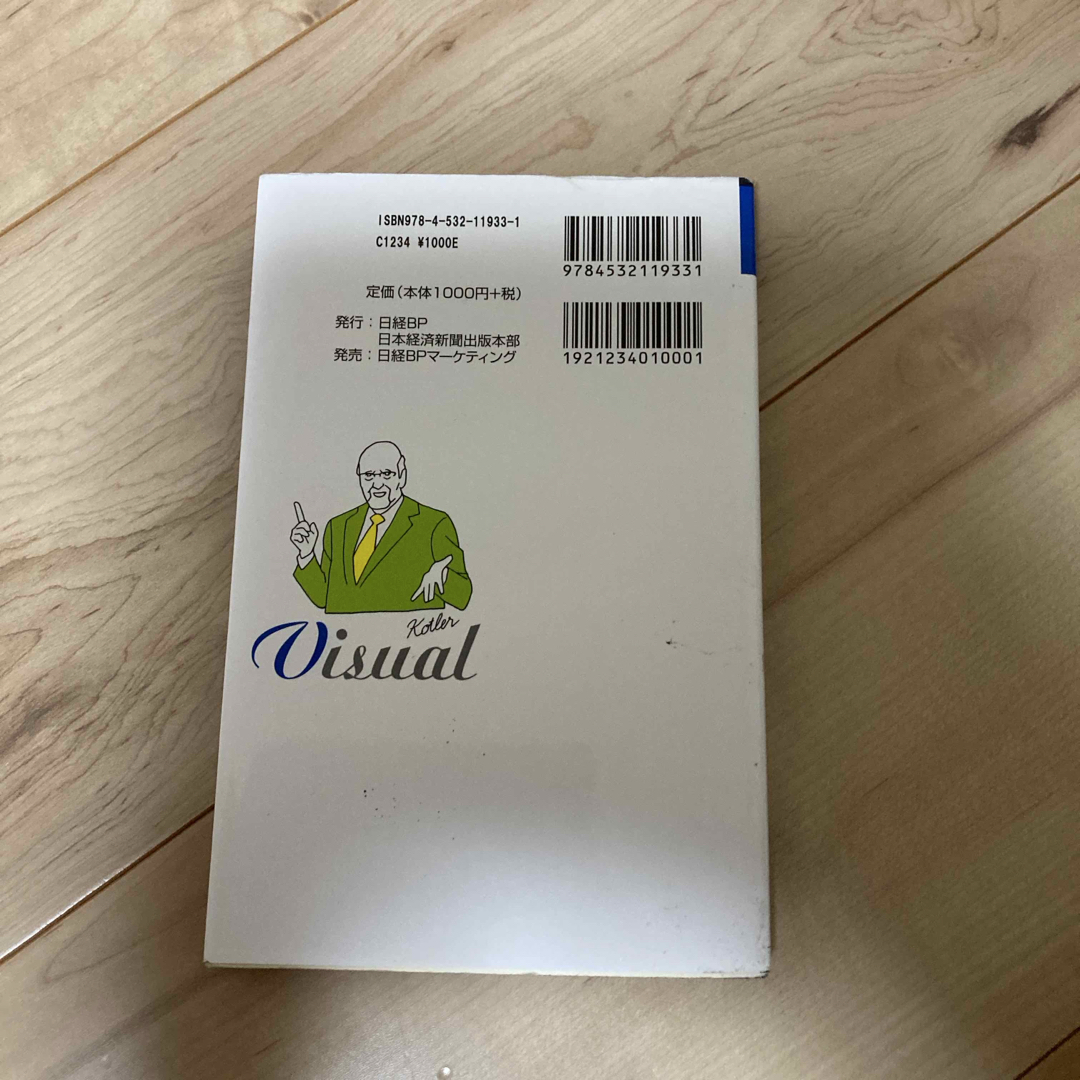 ISBN978-4-532-11933-1
C1234 ¥1000E
9784532119331
定価(本体1000円+税)
発行:日経BP
日本経済新聞出版本部
発売:日経BPマーケティング
1921234010001
Kotler
Visual